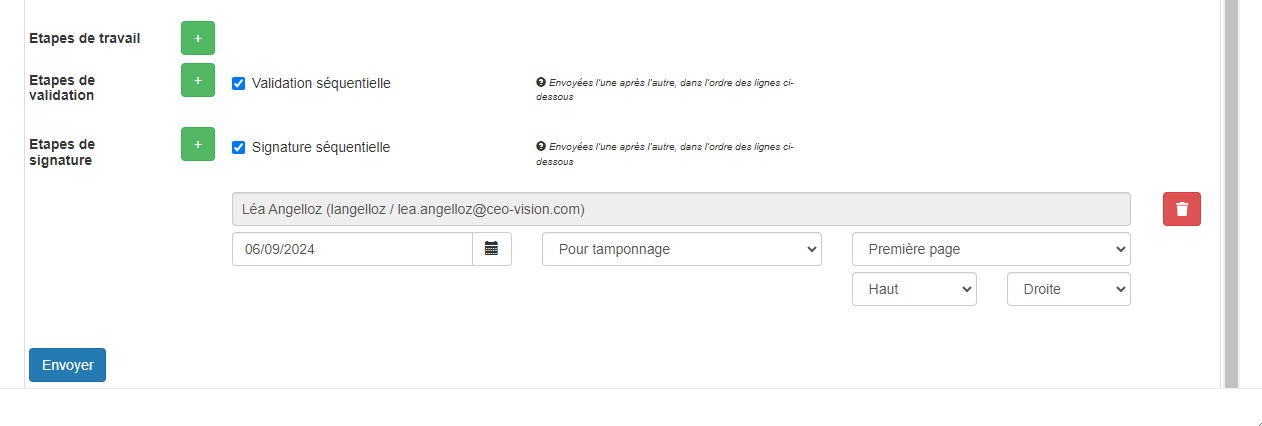 Etapes de travail
+
Etapes de
validation
+
Validation séquentielle
Envoyées l'une après l'autre, dans l'ordre des lignes ci-
dessous
Etapes de
signature
+
Signature séquentielle
Envoyées l'une après l'autre, dans l'ordre des lignes ci-
dessous
Léa Angelloz (langelloz / lea.angelloz@ceo-vision.com)
06/09/2024
Pour tamponnage
Première page
Haut
Droite
Envoyer